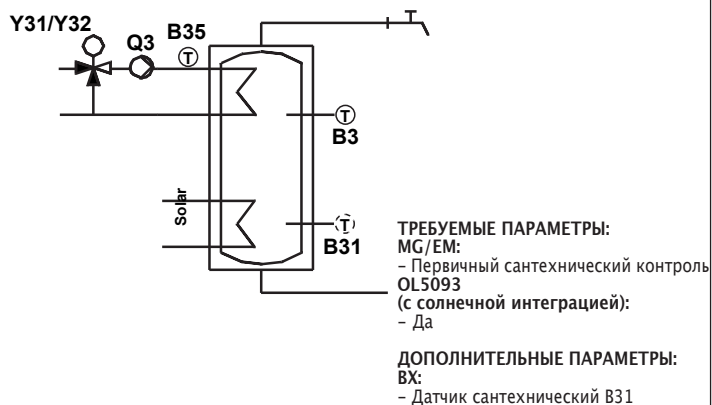 Y31/Y32
Q3
B35
T
T
B3
Solar
T
B31
ТРЕБУЕМЫЕ ПАРАМЕТРЫ:
MG/EM:
– Первичный сантехнический контроль
OL5093
(с солнечной интеграцией):
– Да
ДОПОЛНИТЕЛЬНЫЕ ПАРАМЕТРЫ:
BX:
– Датчик сантехнический B31